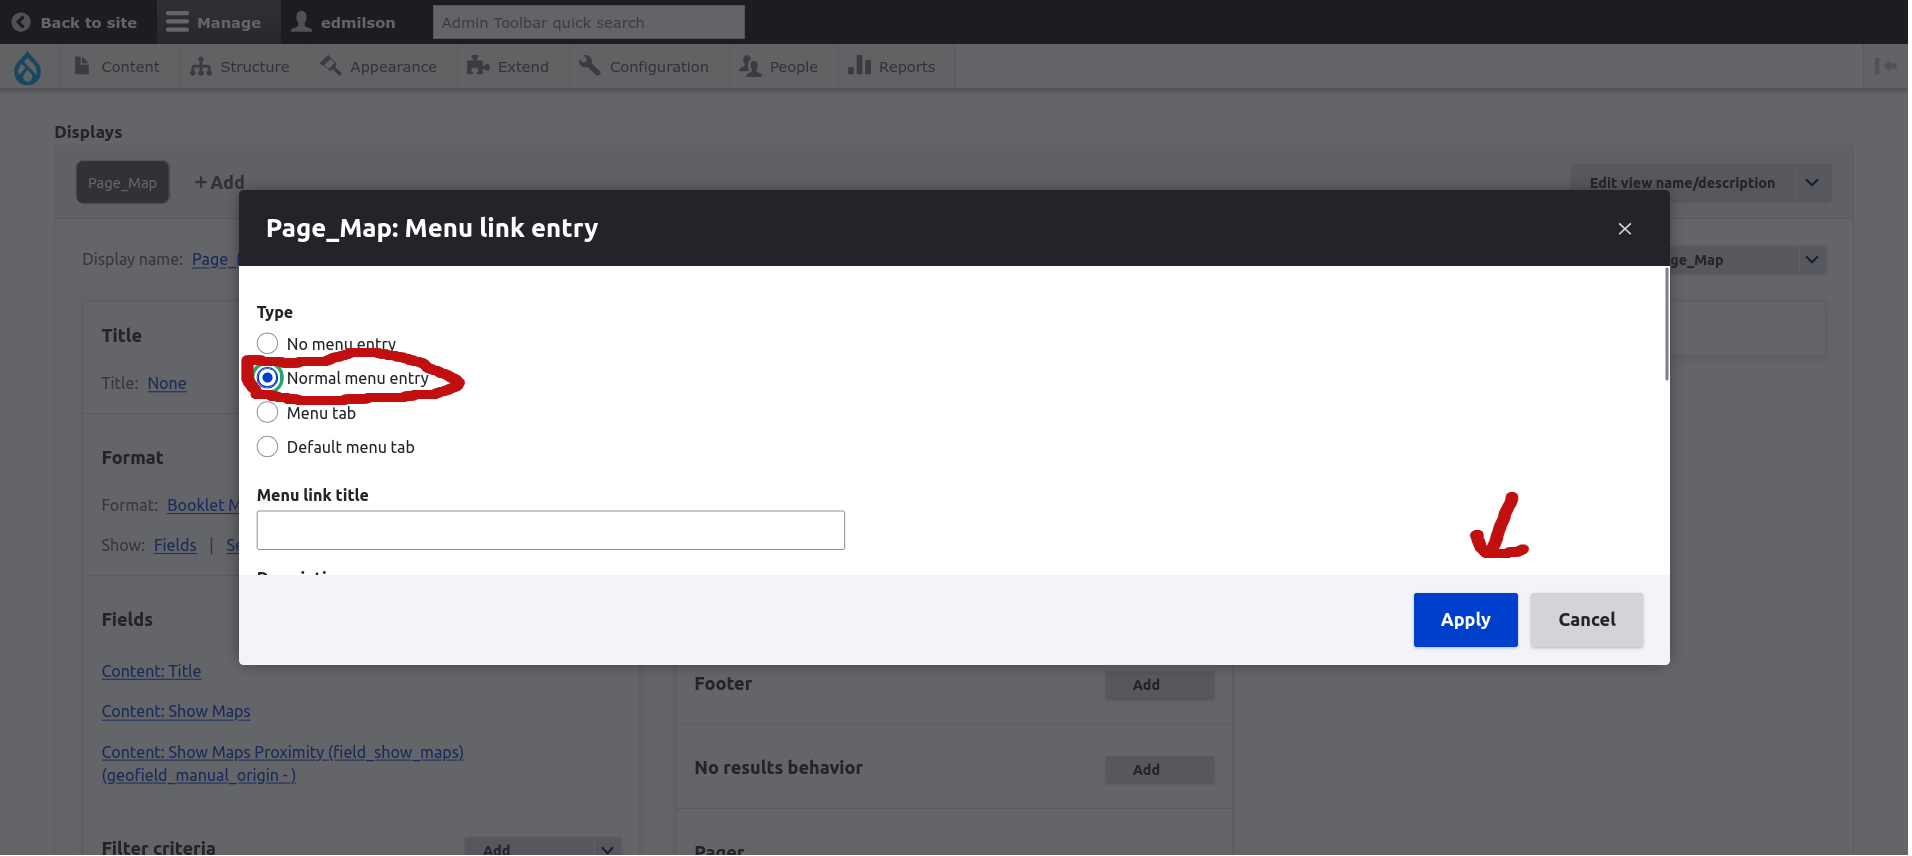 Back to site Manage edmilson Admin Toolbar quick search
Content Structure Appearance Extend Configuration People Reports
Displays
Page_Map + Add Edit view name/description
Page_Map: Menu link entry
Display name: Page_
ge_Map
Type
Title
No menu entry
Title: None
Normal menu entry
Menu tab
Default menu tab
Format
Menu link title
Format: Booklet M
Show: Fields | Se
Fields
Apply Cancel
Content: Title
Footer Add
Content: Show Maps
Content: Show Maps Proximity (field_show_maps)
(geofield_manual_origin - )
No results behavior Add
Filter criteria Add
Pager